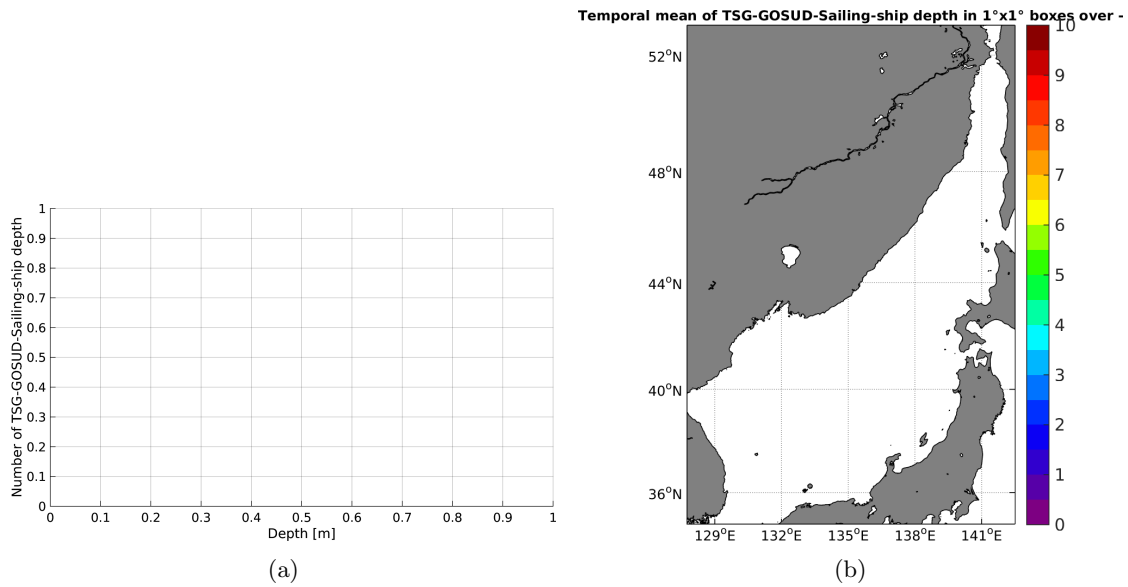 Temporal mean of TSG-GOSUD-Sailing-ship depth in 1°x1° boxes over -
Number of TSG-GOSUD-Sailing-ship depth
1
0.9
0.8
0.7
0.6
0.5
0.4
0.3
0.2
0.1
0
0 0.1 0.2 0.3 0.4 0.5 0.6 0.7 0.8 0.9 1
Depth [m]
(a)
52°N
48°N
44°N
40°N
36°N
129°E 132°E 135°E 138°E 141°E
10
9
8
7
6
5
4
3
2
1
0
(b)